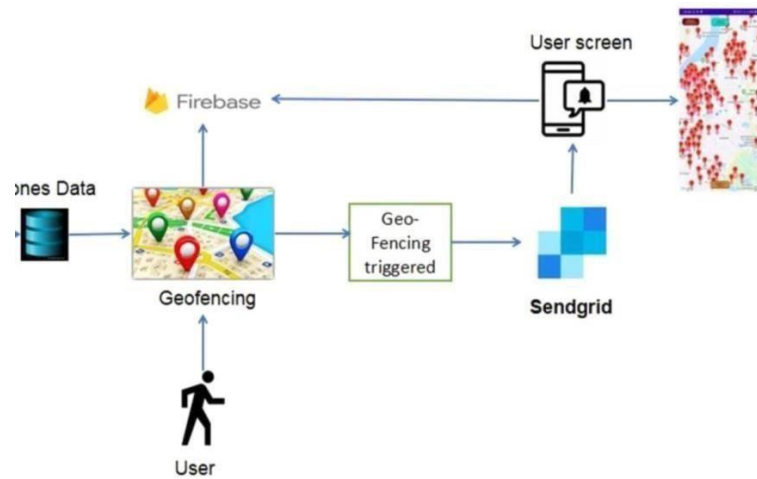 User screen
Firebase
ones Data
Geo-
Fencing
triggered
Geofencing
Sendgrid
User